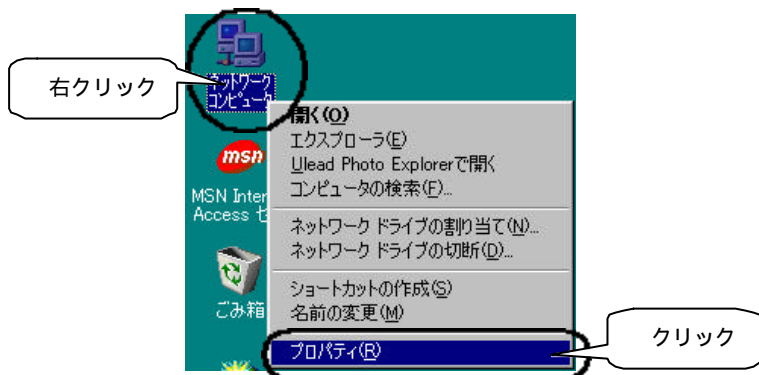 右クリック
ネットワーク
コンピュータ
開く(O)
エクスプローラ(E)
Ulead Photo Explorerで開く
コンピュータの検索(F)...
msn
MSN Inter
Access セ
ネットワーク ドライブの割り当て(N)...
ネットワーク ドライブの切断(D)...
ショートカットの作成(S)
ごみ箱
名前の変更(M)
プロパティ(R)
クリック